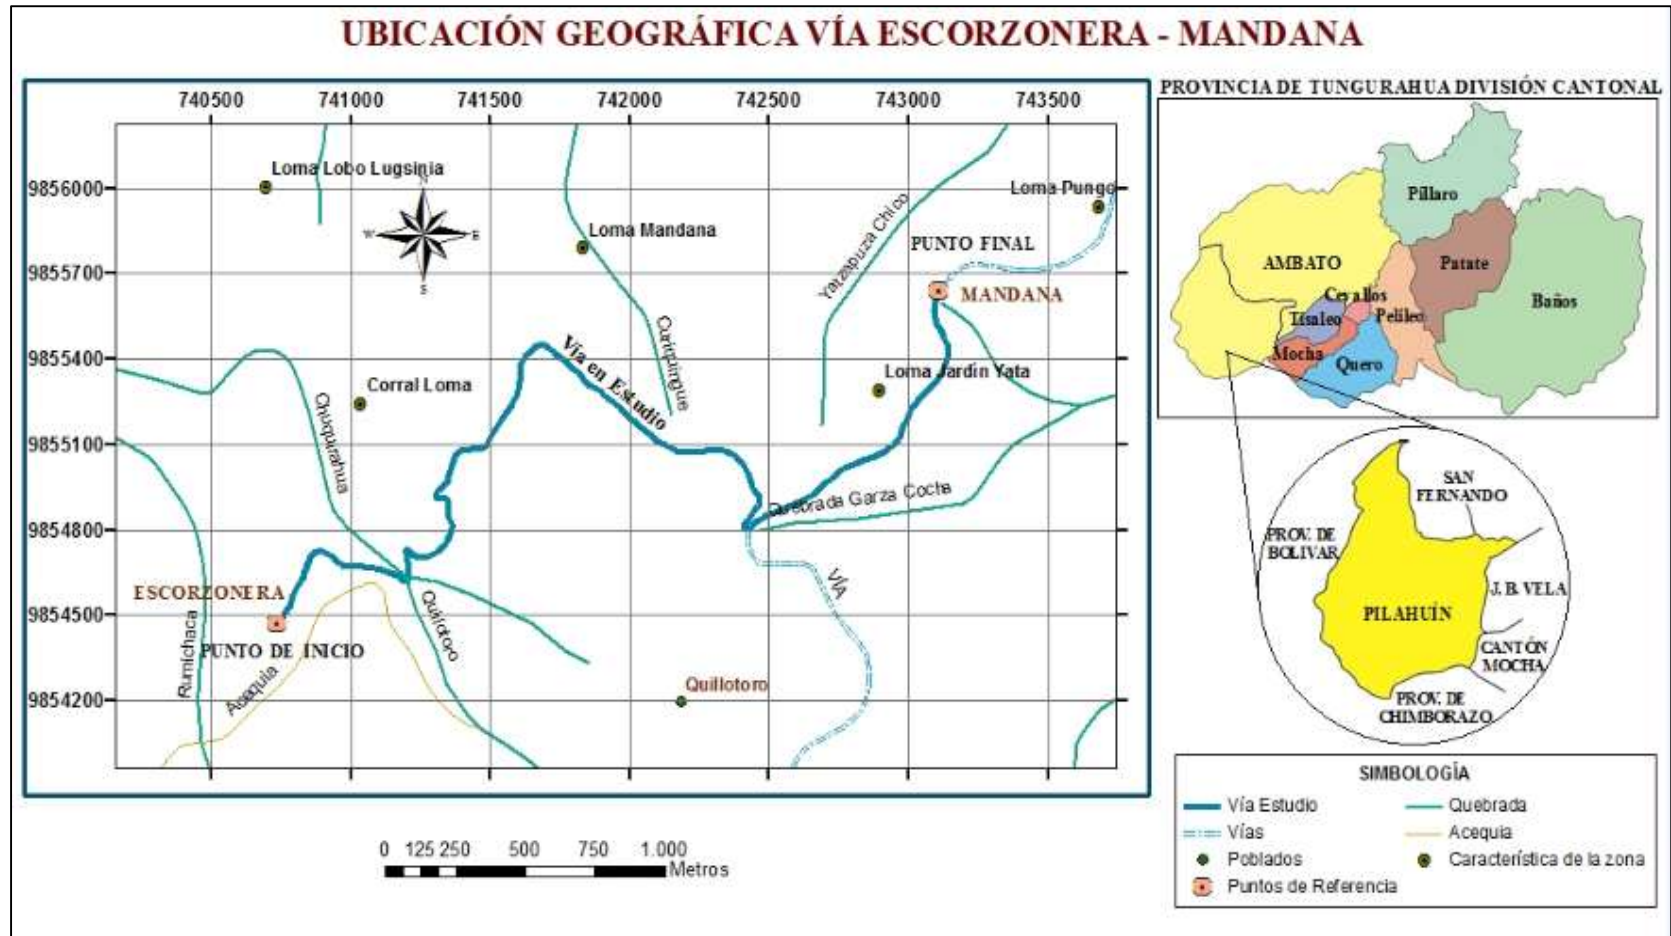 UBICACIÓN GEOGRÁFICA VÍA ESCORZONERA - MANDANA
740500 741000 741500 742000 742500 743000 743500
9856000
9855700
9855400
9855100
9854800
9854500
9854200
Loma Lobo Lugsinia
N
W E
S
Loma Mandana
Yatzapuza Chico
Loma Pungo
PUNTO FINAL
MANDANA
Curiquingue
Vía en Estudio
Corral Loma
Loma Jardín Yata
Chuquirahua
Quebrada Garza Cocha
ESCORZONERA
PUNTO DE INICIO
Rumichaca
Acequia
Quilotoro
VÍA
Quillotoro
0 125 250 500 750 1.000
Metros
PROVINCIA DE TUNGURAHUA DIVISIÓN CANTONAL
Píllaro
AMBATO
Patate
Baños
Cevallos
Tisaleo
Pelileo
Mocha
Quero
SAN
FERNANDO
PROV. DE
BOLIVAR
J. B. VELA
PILAHUÍN
CANTÓN
MOCHA
PROV. DE
CHIMBORAZO
SIMBOLOGÍA
Vía Estudio
Vías
Poblados
Puntos de Referencia
Quebrada
Acequia
Característica de la zona